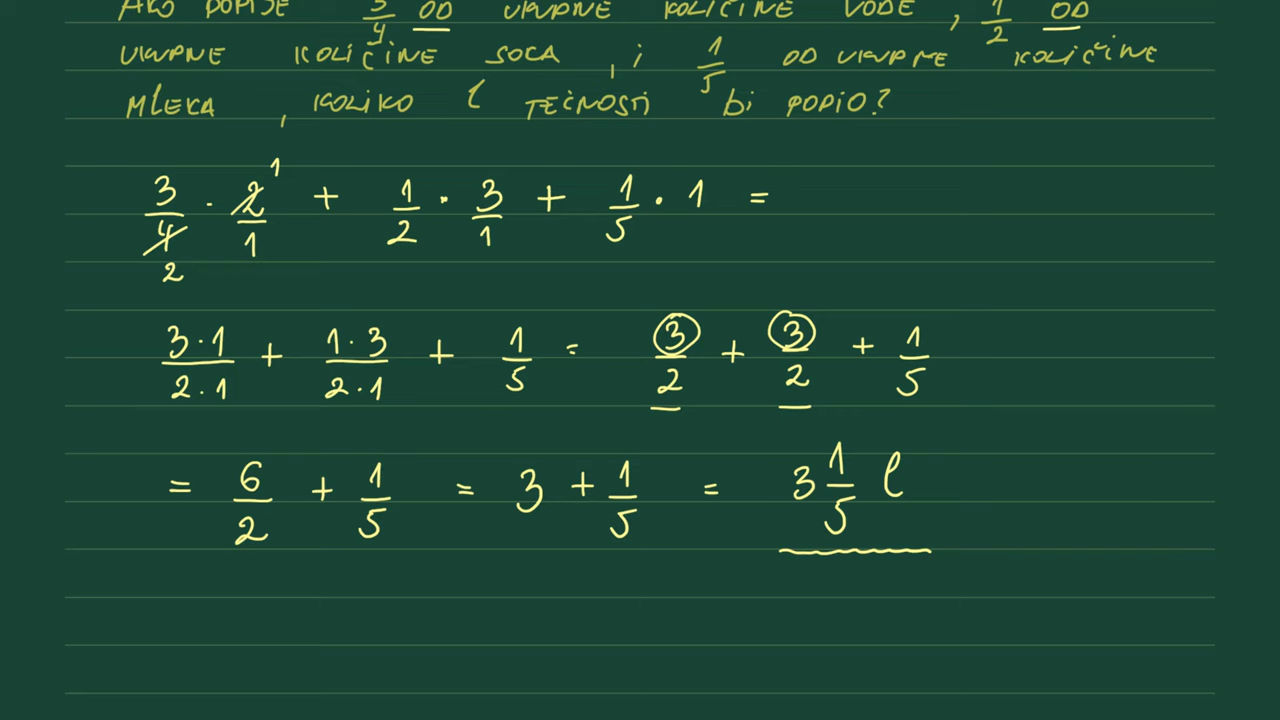 AKO POPIJE 3/4 OD UKUPNE KOLIČINE VODE, 1/2 OD
UKUPNE KOLIČINE SOCA, i 1/5 OD UKUPNE KOLIČINE
MLEKA, KOLIKO l TEČNOSTI bi POPIO?
3/4 2 · 2/1 1 + 1/2 · 3/1 + 1/5 · 1 =
3·1/2·1 + 1·3/2·1 + 1/5 = 3/2 + 3/2 + 1/5
= 6/2 + 1/5 = 3 + 1/5 = 3 1/5 l